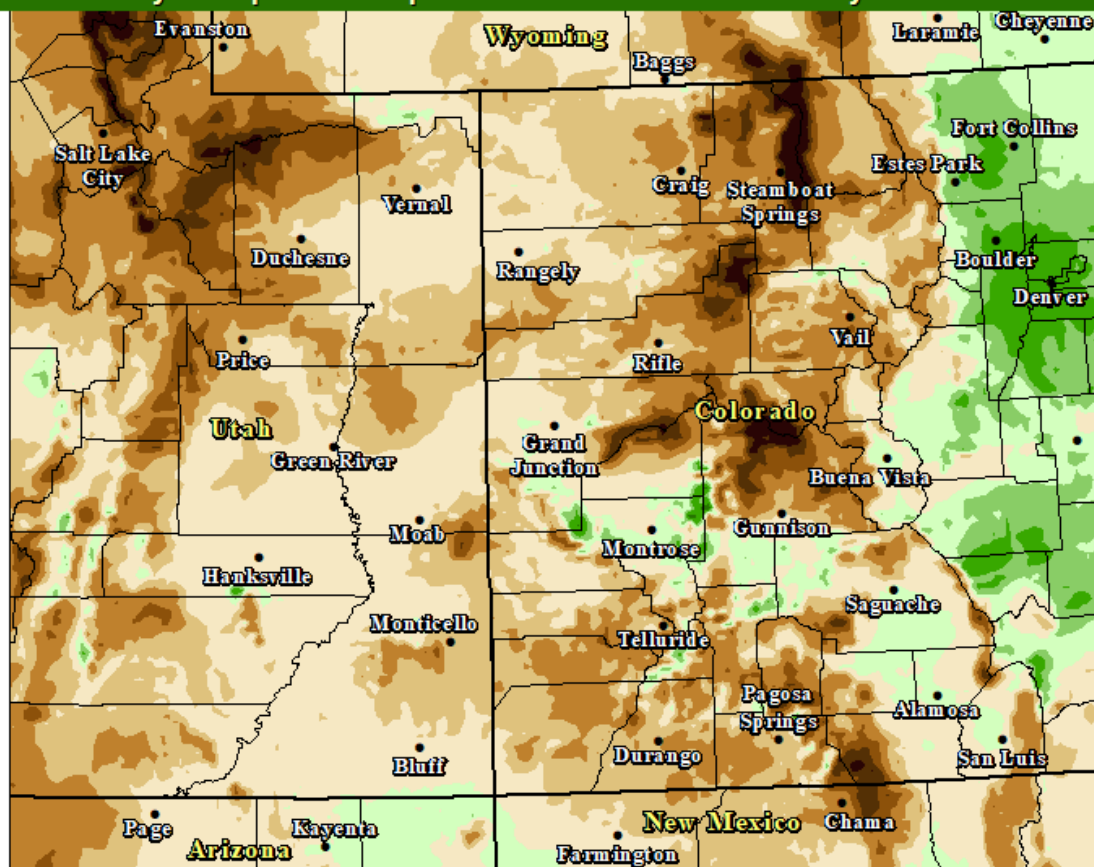 Evanston
Wyoming
Laramie
Cheyenne
Baggs
Fort Collins
Salt Lake
City
Estes Park
Craig
Steamboat
Springs
Vernal
Duchesne
Rangely
Boulder
Denver
Price
Rifle
Vail
Utah
Colorado
Green River
Grand
Junction
Buena Vista
Moab
Montrose
Gunnison
Hanksville
Saguache
Monticello
Telluride
Pagosa
Springs
Alamosa
Bluff
Durango
San Luis
Page
Kayenta
New Mexico
Chama
Arizona
Farmington